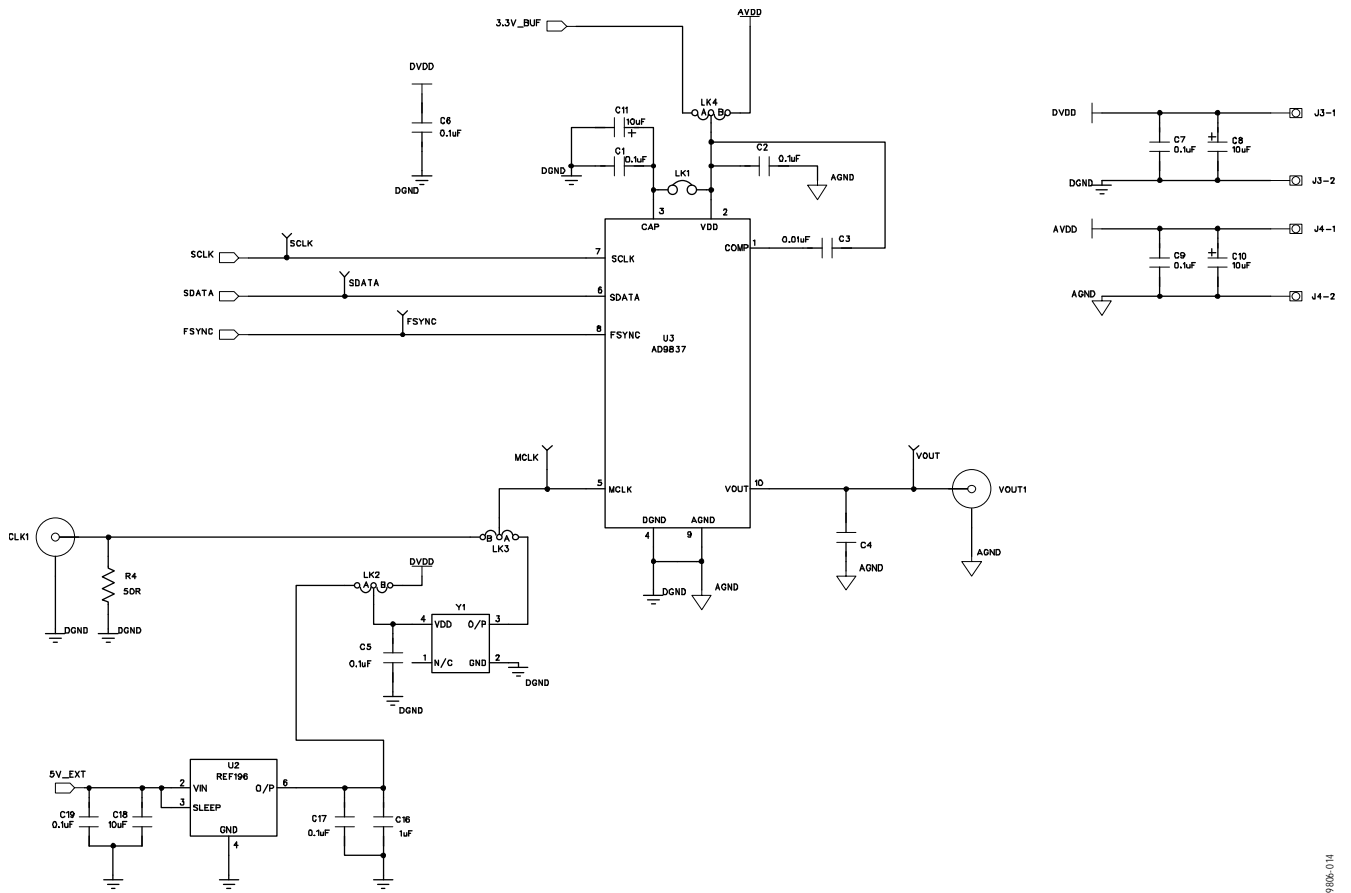 3.3V_BUF
AVDD
DVDD
C6
0.1uF
DGND
C11
10uF
+
C1
0.1uF
DGND
LK4
A B
C2
0.1uF
AGND
LK1
3
CAP
2
VDD
COMP
1
0.01uF
C3
SCLK
SCLK
7
SCLK
SDATA
SDATA
6
SDATA
FSYNC
FSYNC
8
FSYNC
U3
AD9837
DVDD
J3-1
C7
0.1uF
+
C8
10uF
DGND
J3-2
AVDD
J4-1
C9
0.1uF
+
C10
10uF
AGND
J4-2
MCLK
5
MCLK
VOUT
10
VOUT
VOUT1
C4
AGND
AGND
DGND
4
AGND
9
DGND
AGND
CLK1
R4
50R
DGND
DGND
B A
LK3
LK2
A B
DVDD
Y1
4
VDD
O/P
3
C5
0.1uF
1
N/C
GND
2
DGND
DGND
5V_EXT
U2
REF196
2
VIN
O/P
6
3
SLEEP
GND
4
C19
0.1uF
C18
10uF
C17
0.1uF
C16
1uF
9806-014